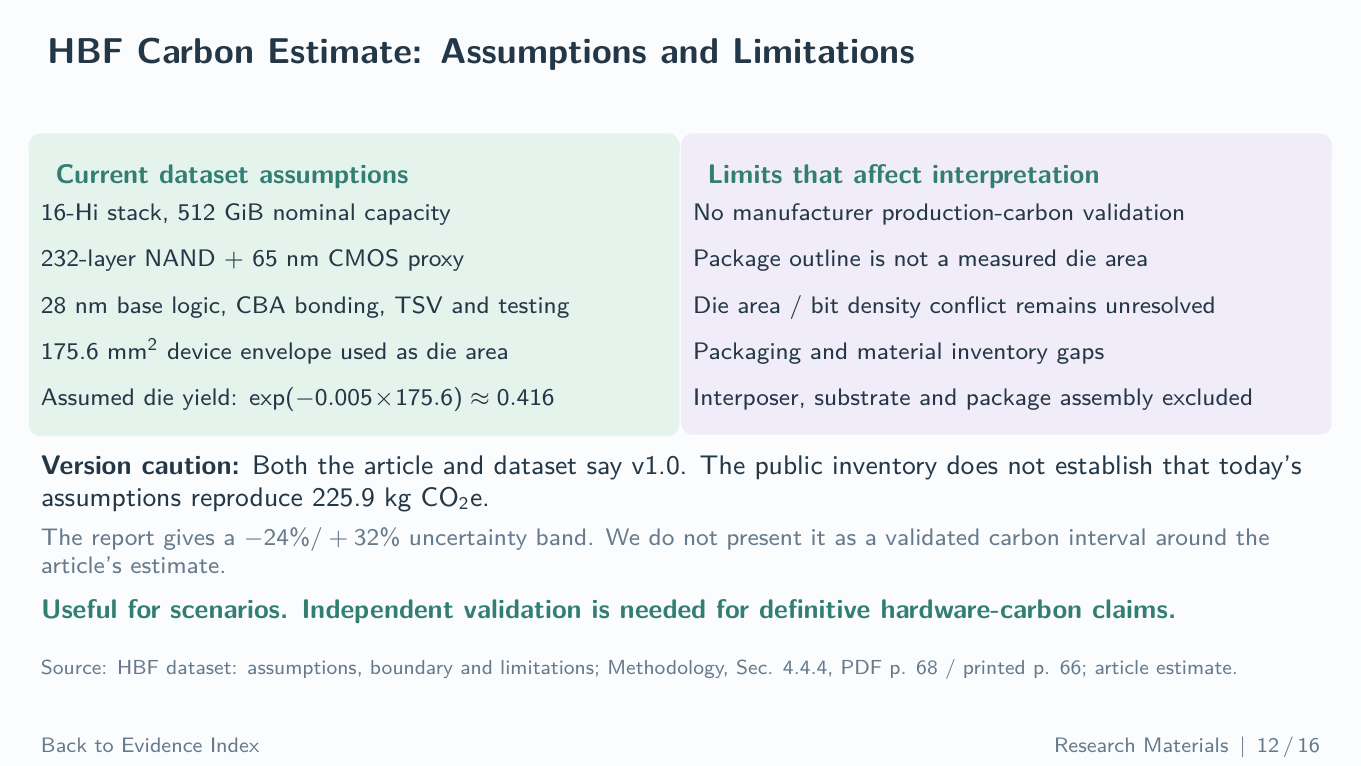 HBF Carbon Estimate: Assumptions and Limitations
Current dataset assumptions
16-Hi stack, 512 GiB nominal capacity
232-layer NAND + 65 nm CMOS proxy
28 nm base logic, CBA bonding, TSV and testing
175.6 mm² device envelope used as die area
Assumed die yield: exp(−0.005×175.6) ≈ 0.416
Limits that affect interpretation
No manufacturer production-carbon validation
Package outline is not a measured die area
Die area / bit density conflict remains unresolved
Packaging and material inventory gaps
Interposer, substrate and package assembly excluded
Version caution: Both the article and dataset say v1.0. The public inventory does not establish that today's
assumptions reproduce 225.9 kg CO₂e.
The report gives a −24%/ + 32% uncertainty band. We do not present it as a validated carbon interval around the
article's estimate.
Useful for scenarios. Independent validation is needed for definitive hardware-carbon claims.
Source: HBF dataset: assumptions, boundary and limitations; Methodology, Sec. 4.4.4, PDF p. 68 / printed p. 66; article estimate.
Back to Evidence Index
Research Materials | 12 / 16